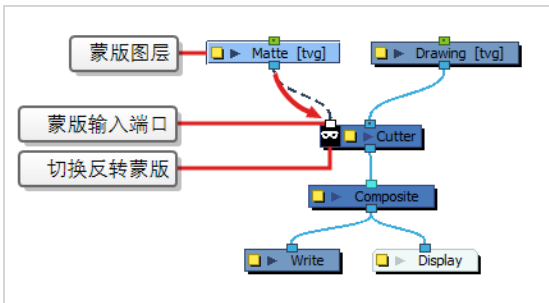 蒙版图层
Matte [tvg]
Drawing [tvg]
蒙版输入端口
Cutter
切换反转蒙版
Composite
Write
Display